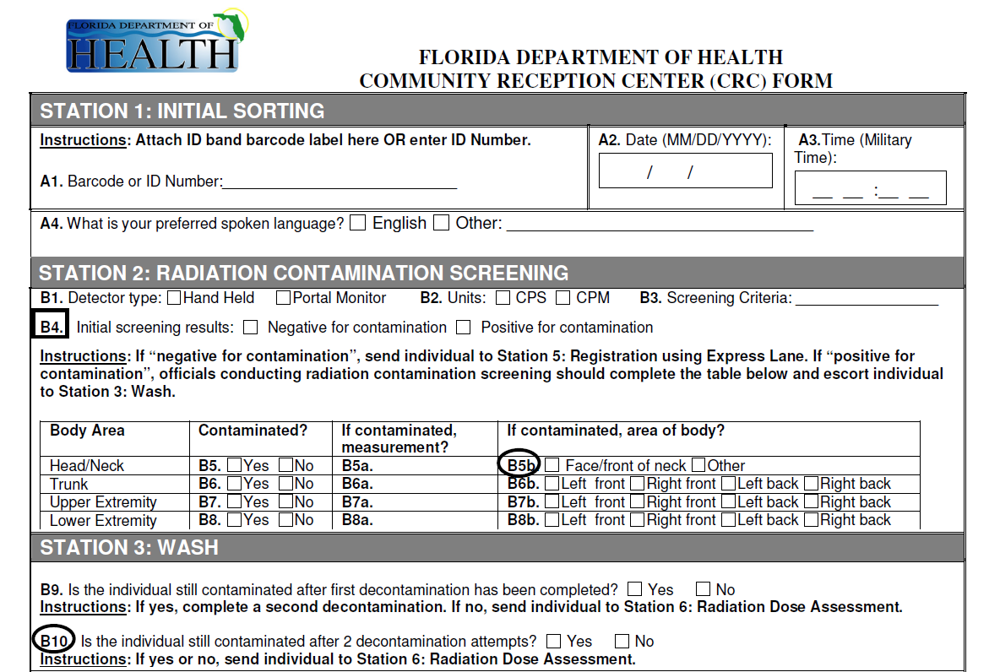 FLORIDA DEPARTMENT OF
HEALTH
FLORIDA DEPARTMENT OF HEALTH
COMMUNITY RECEPTION CENTER (CRC) FORM
STATION 1: INITIAL SORTING
Instructions: Attach ID band barcode label here OR enter ID Number.
A1. Barcode or ID Number:____________________________
A2. Date (MM/DD/YYYY):
/ /
A3.Time (Military
Time):
__ __ :__ __
A4. What is your preferred spoken language? ☐ English ☐ Other: ____________________________________
STATION 2: RADIATION CONTAMINATION SCREENING
B1. Detector type: ☐Hand Held ☐Portal Monitor B2. Units: ☐ CPS ☐ CPM B3. Screening Criteria: _________________
B4. Initial screening results: ☐ Negative for contamination ☐ Positive for contamination
Instructions: If “negative for contamination”, send individual to Station 5: Registration using Express Lane. If “positive for
contamination”, officials conducting radiation contamination screening should complete the table below and escort individual
to Station 3: Wash.
Body Area Contaminated? If contaminated, measurement? If contaminated, area of body?
Head/Neck B5. ☐Yes ☐No B5a. B5b. ☐ Face/front of neck ☐Other
Trunk B6. ☐Yes ☐No B6a. B6b. ☐Left front ☐Right front ☐Left back ☐Right back
Upper Extremity B7. ☐Yes ☐No B7a. B7b. ☐Left front ☐Right front ☐Left back ☐Right back
Lower Extremity B8. ☐Yes ☐No B8a. B8b. ☐Left front ☐Right front ☐Left back ☐Right back
STATION 3: WASH
B9. Is the individual still contaminated after first decontamination has been completed? ☐ Yes ☐ No
Instructions: If yes, complete a second decontamination. If no, send individual to Station 6: Radiation Dose Assessment.
B10 Is the individual still contaminated after 2 decontamination attempts? ☐ Yes ☐ No
Instructions: If yes or no, send individual to Station 6: Radiation Dose Assessment.